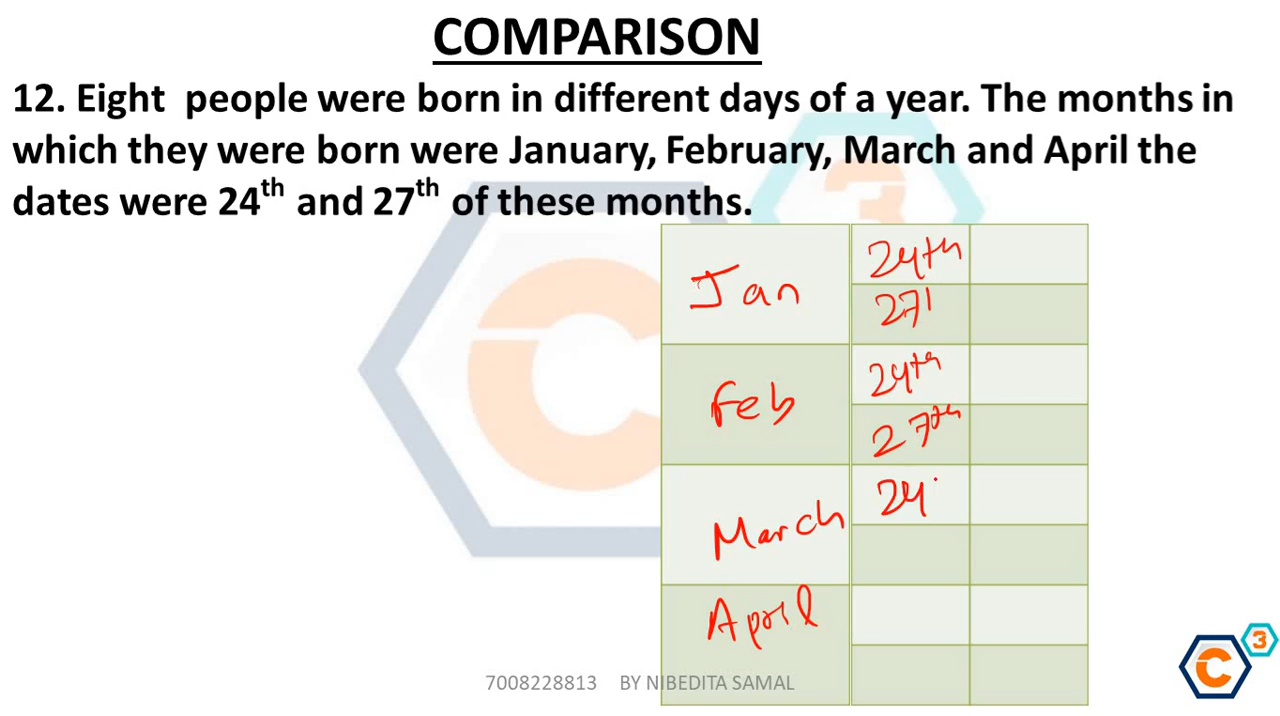 COMPARISON
12. Eight people were born in different days of a year. The months in
which they were born were January, February, March and April the
dates were 24th and 27th of these months.
Jan
24th
27
Feb
24th
27th
March
24
April
7008228813 BY NIBEDITA SAMAL
C 3